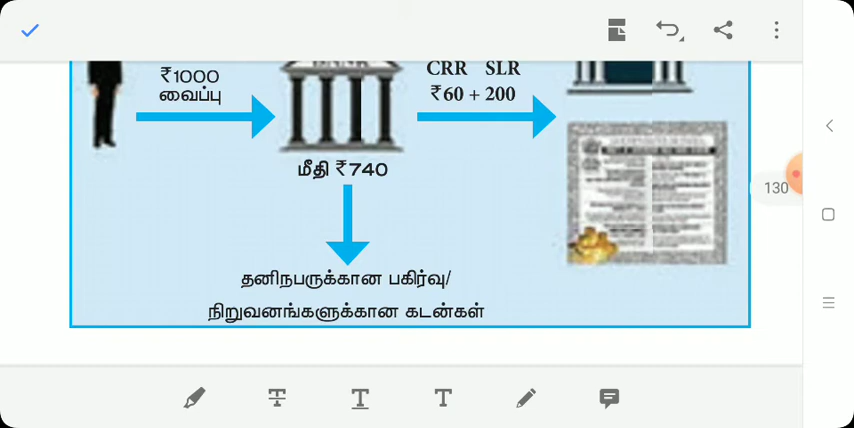 CRR SLR
₹1000
வைப்பு
₹60 + 200
மீதி ₹740
130
தனிநபருக்கான பகிர்வு/
நிறுவனங்களுக்கான கடன்கள்